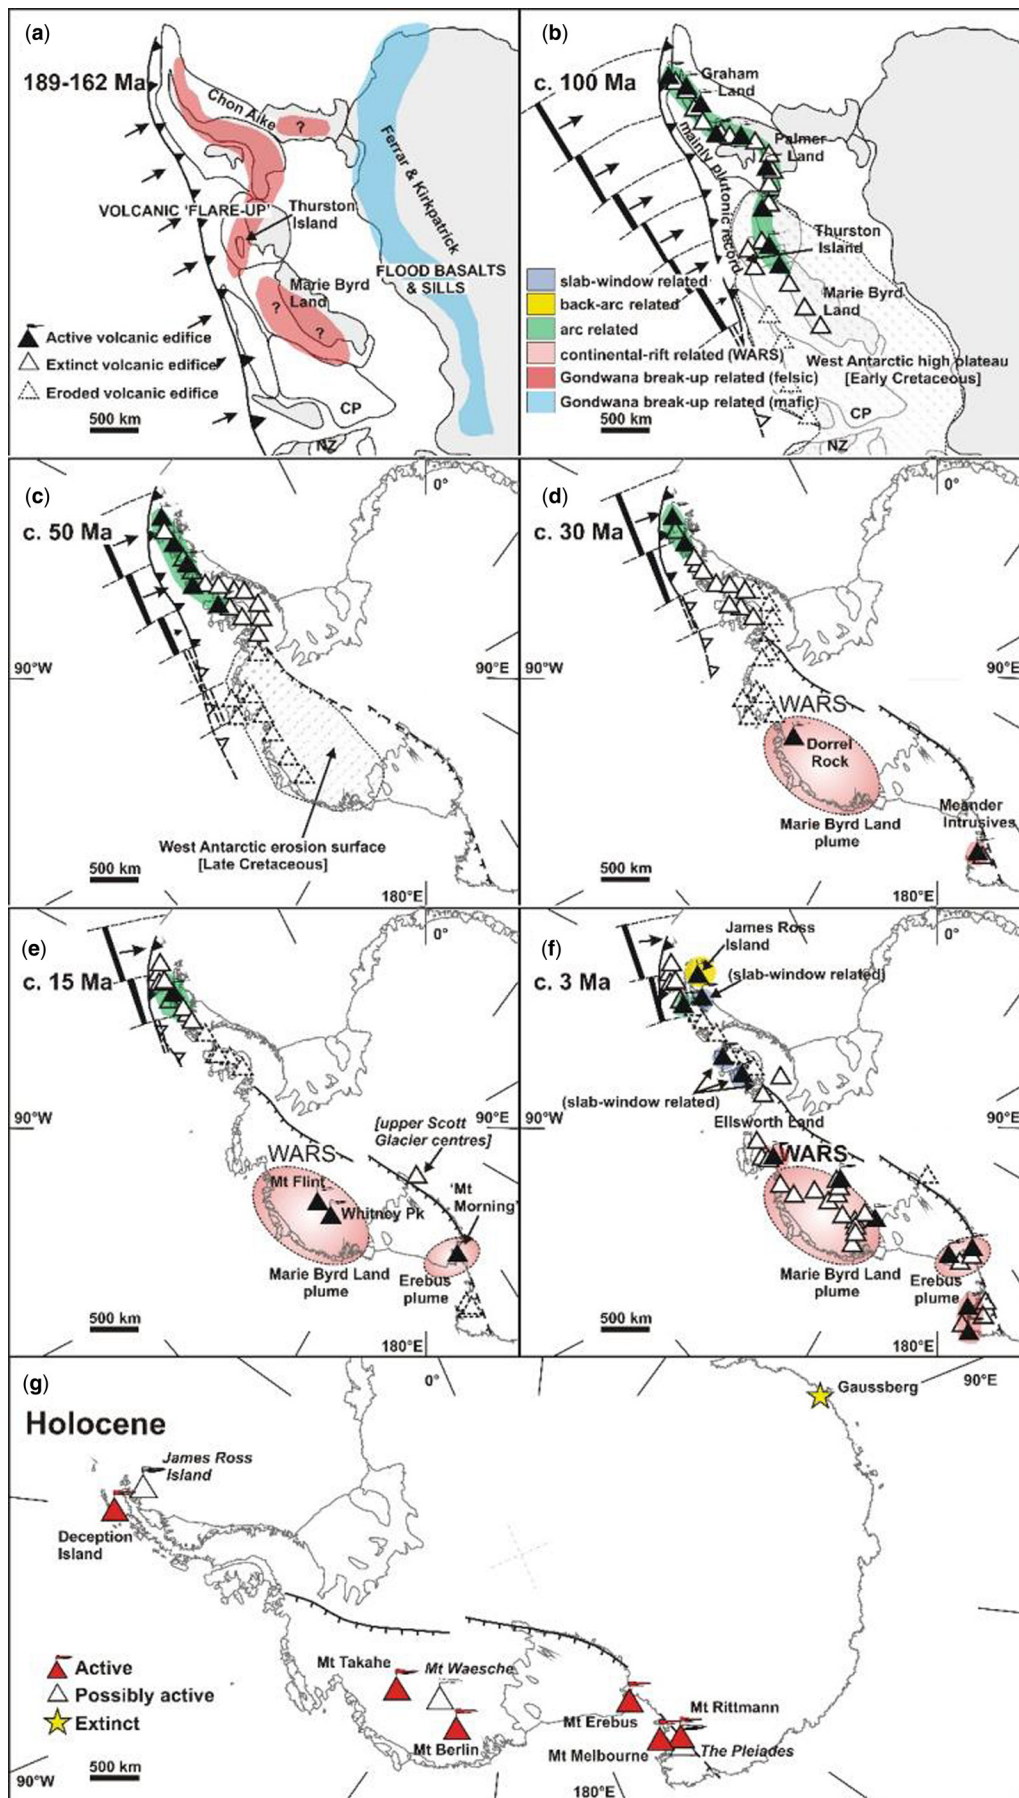 (a)
189-162 Ma
Chon Aike
?
Ferrar & Kirkpatrick
VOLCANIC 'FLARE-UP'
Thurston
Island
FLOOD BASALTS
& SILLS
Marie Byrd
Land
?
?
Active volcanic edifice
Extinct volcanic edifice
Eroded volcanic edifice
500 km
CP
NZ
(b)
c. 100 Ma
Graham
Land
Palmer
Land
mainly plutonic record
Thurston
Island
slab-window related
back-arc related
arc related
continental-rift related (WARS)
Gondwana break-up related (felsic)
Gondwana break-up related (mafic)
Marie Byrd
Land
West Antarctic high plateau
[Early Cretaceous]
500 km
CP
NZ
(c)
0°
c. 50 Ma
90°W
90°E
West Antarctic erosion surface
[Late Cretaceous]
500 km
180°E
(d)
0°
c. 30 Ma
90°W
90°E
WARS
Dorrel
Rock
Meander
Intrusives
Marie Byrd Land
plume
500 km
180°E
(e)
0°
c. 15 Ma
90°W
90°E
[upper Scott
Glacier centres]
WARS
Mt Flint
Whitney Pk
'Mt
Morning'
Marie Byrd Land
plume
Erebus
plume
500 km
180°E
(f)
James Ross
Island
0°
c. 3 Ma
(slab-window related)
(slab-window related)
90°W
Ellsworth Land
90°E
WARS
Marie Byrd Land
plume
Erebus
plume
500 km
180°E
(g)
0°
Gaussberg
90°E
Holocene
James Ross
Island
Deception
Island
Active
Possibly active
Extinct
Mt Takahe
Mt Waesche
Mt Berlin
Mt Erebus
Mt Rittmann
Mt Melbourne
The Pleiades
90°W
500 km
180°E